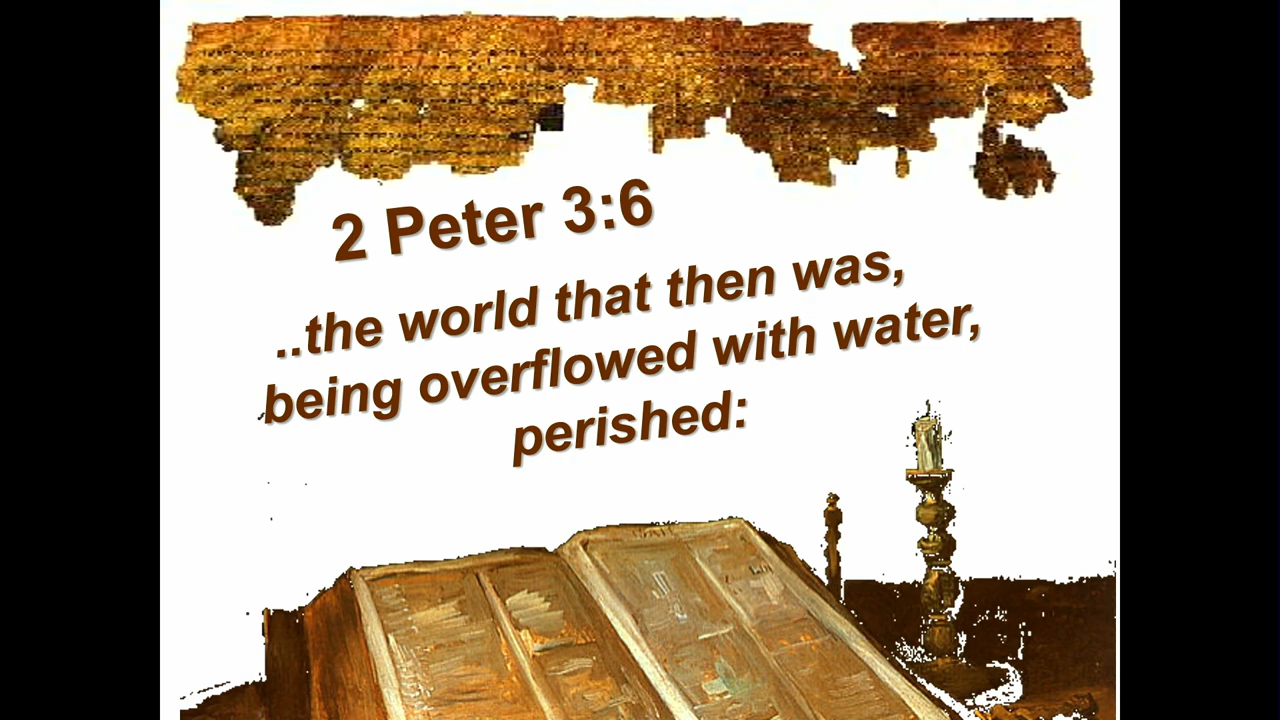 2 Peter 3:6
..the world that then was,
being overflowed with water,
perished: